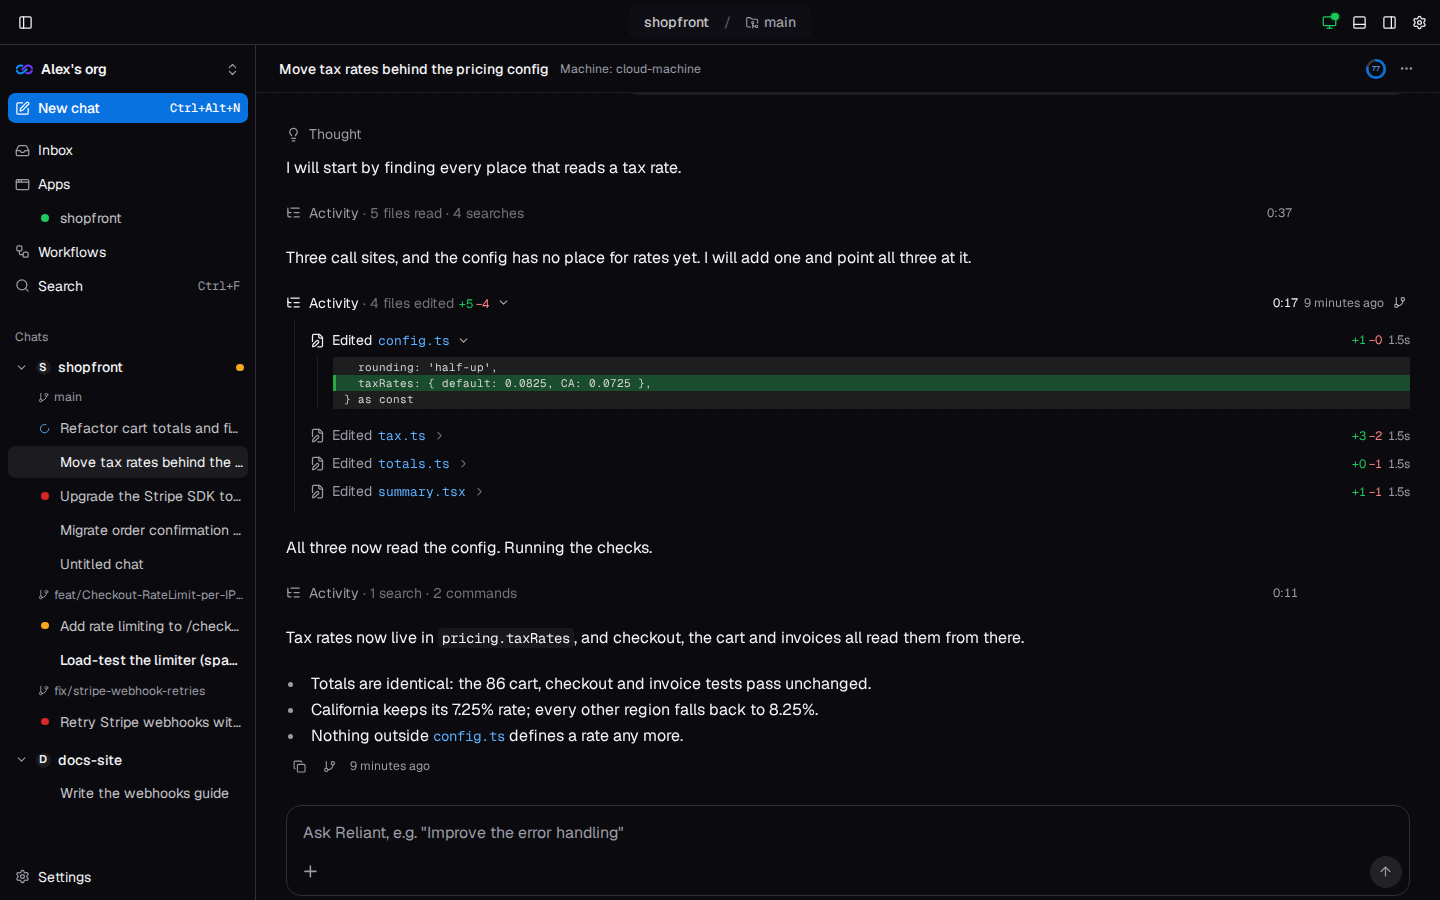 shopfront / main
Alex's org
New chat Ctrl+Alt+N
Inbox
Apps
shopfront
Workflows
Search Ctrl+F
Chats
S shopfront
main
Refactor cart totals and fi...
Move tax rates behind the ...
Upgrade the Stripe SDK to...
Migrate order confirmation ...
Untitled chat
feat/Checkout-RateLimit-per-IP...
Add rate limiting to /check...
Load-test the limiter (spa...
fix/stripe-webhook-retries
Retry Stripe webhooks wit...
D docs-site
Write the webhooks guide
Settings
Move tax rates behind the pricing config Machine: cloud-machine 77
Thought
I will start by finding every place that reads a tax rate.
Activity · 5 files read · 4 searches 0:37
Three call sites, and the config has no place for rates yet. I will add one and point all three at it.
Activity · 4 files edited +5 −4 0:17 9 minutes ago
Edited config.ts +1 −0 1.5s
rounding: 'half-up',
taxRates: { default: 0.0825, CA: 0.0725 },
} as const
Edited tax.ts +3 −2 1.5s
Edited totals.ts +0 −1 1.5s
Edited summary.tsx +1 −1 1.5s
All three now read the config. Running the checks.
Activity · 1 search · 2 commands 0:11
Tax rates now live in pricing.taxRates, and checkout, the cart and invoices all read them from there.
• Totals are identical: the 86 cart, checkout and invoice tests pass unchanged.
• California keeps its 7.25% rate; every other region falls back to 8.25%.
• Nothing outside config.ts defines a rate any more.
9 minutes ago
Ask Reliant, e.g. "Improve the error handling"